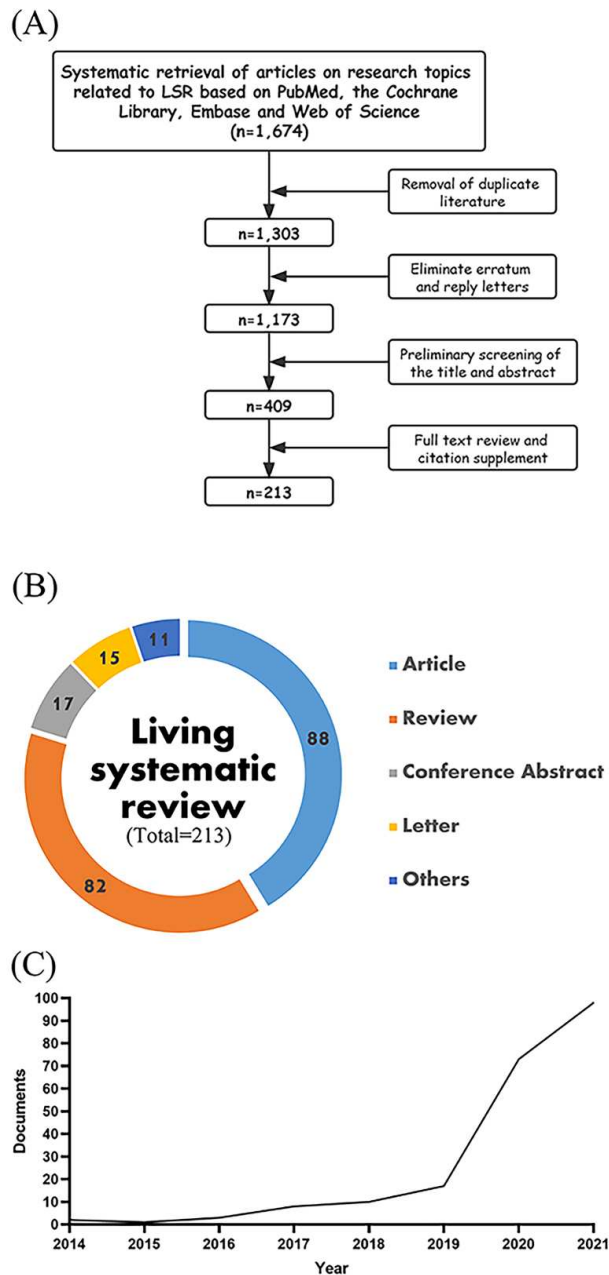 (A)
Systematic retrieval of articles on research topics
related to LSR based on PubMed, the Cochrane
Library, Embase and Web of Science
(n=1,674)
Removal of duplicate
literature
n=1,303
Eliminate erratum
and reply letters
n=1,173
Preliminary screening of
the title and abstract
n=409
Full text review and
citation supplement
n=213
(B)
11
15
17
88
82
Living
systematic
review
(Total=213)
Article
Review
Conference Abstract
Letter
Others
(C)
100
90
80
70
60
50
40
30
20
10
0
Documents
2014 2015 2016 2017 2018 2019 2020 2021
Year